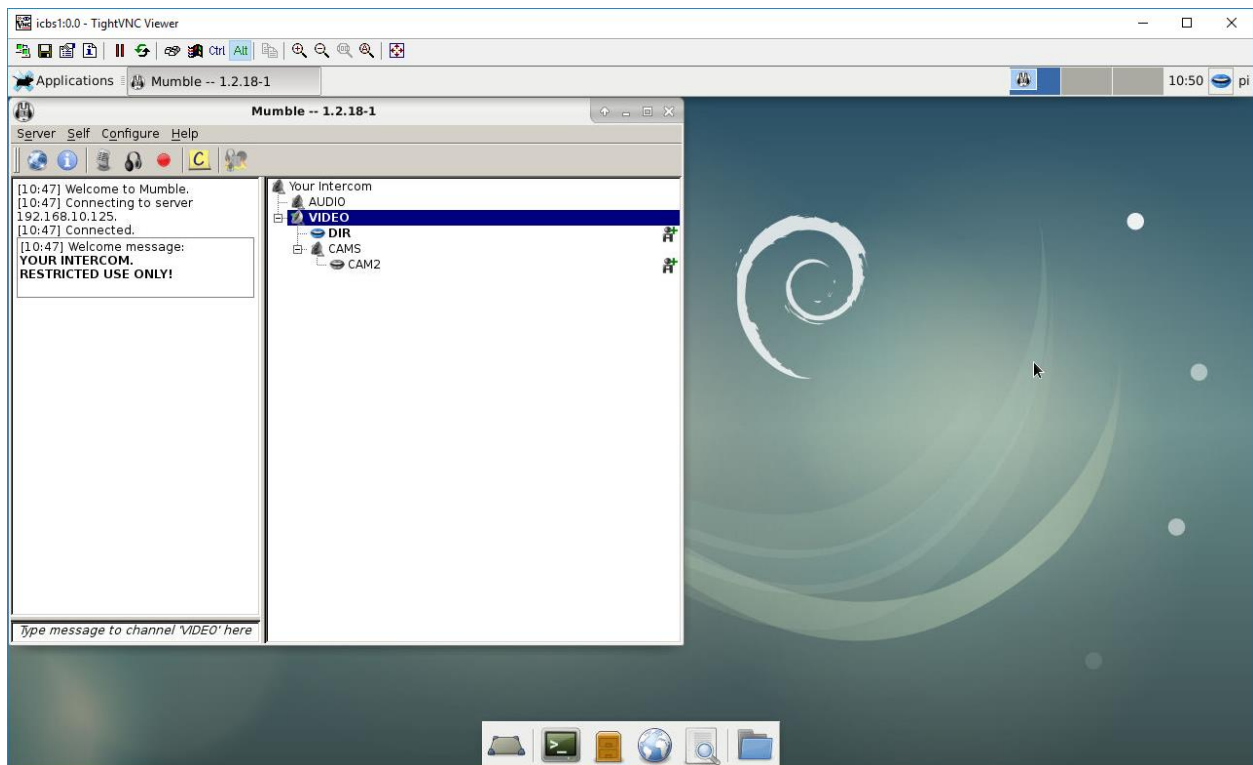 icbs1:0.0 - TightVNC Viewer
Ctrl Alt
Applications Mumble -- 1.2.18-1 10:50 pi
Mumble -- 1.2.18-1
Server Self Configure Help
C
[10:47] Welcome to Mumble.
[10:47] Connecting to server
192.168.10.125.
[10:47] Connected.
[10:47] Welcome message:
YOUR INTERCOM.
RESTRICTED USE ONLY!
Your Intercom
AUDIO
VIDEO
DIR
CAMS
CAM2
Type message to channel 'VIDEO' here